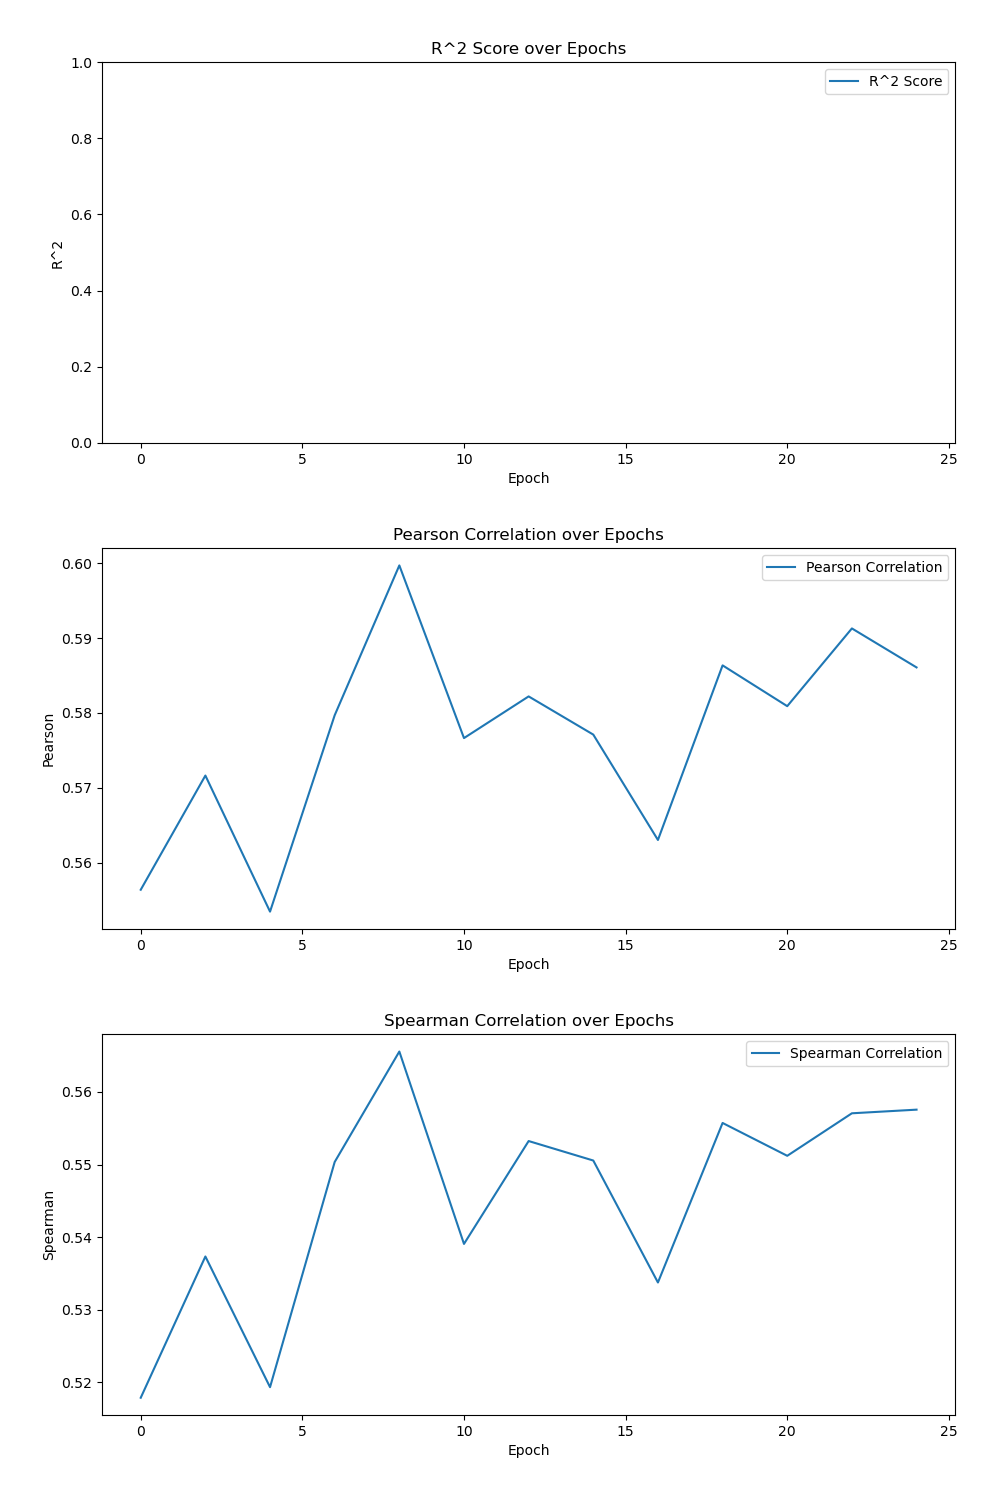 R^2 Score over Epochs
R^2 Score
1.0
0.8
0.6
0.4
0.2
0.0
R^2
0 5 10 15 20 25
Epoch
Pearson Correlation over Epochs
Pearson Correlation
0.60
0.59
0.58
0.57
0.56
Pearson
0 5 10 15 20 25
Epoch
Spearman Correlation over Epochs
Spearman Correlation
0.56
0.55
0.54
0.53
0.52
Spearman
0 5 10 15 20 25
Epoch